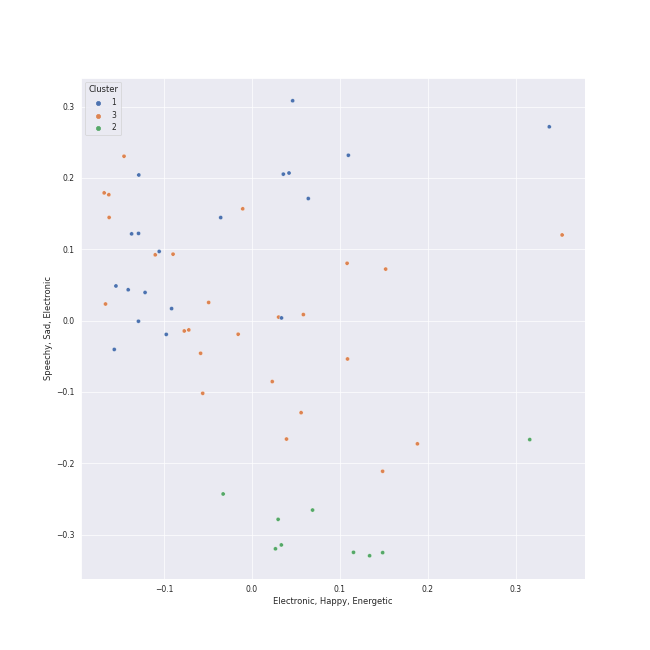 Cluster
1
3
2
0.3
0.2
0.1
0.0
−0.1
−0.2
−0.3
Speechy, Sad, Electronic
−0.1 0.0 0.1 0.2 0.3
Electronic, Happy, Energetic